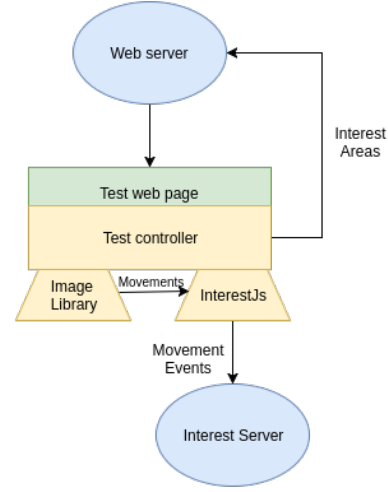 Web server
Interest
Areas
Test web page
Test controller
Image
Library
Movements
InterestJs
Movement
Events
Interest Server